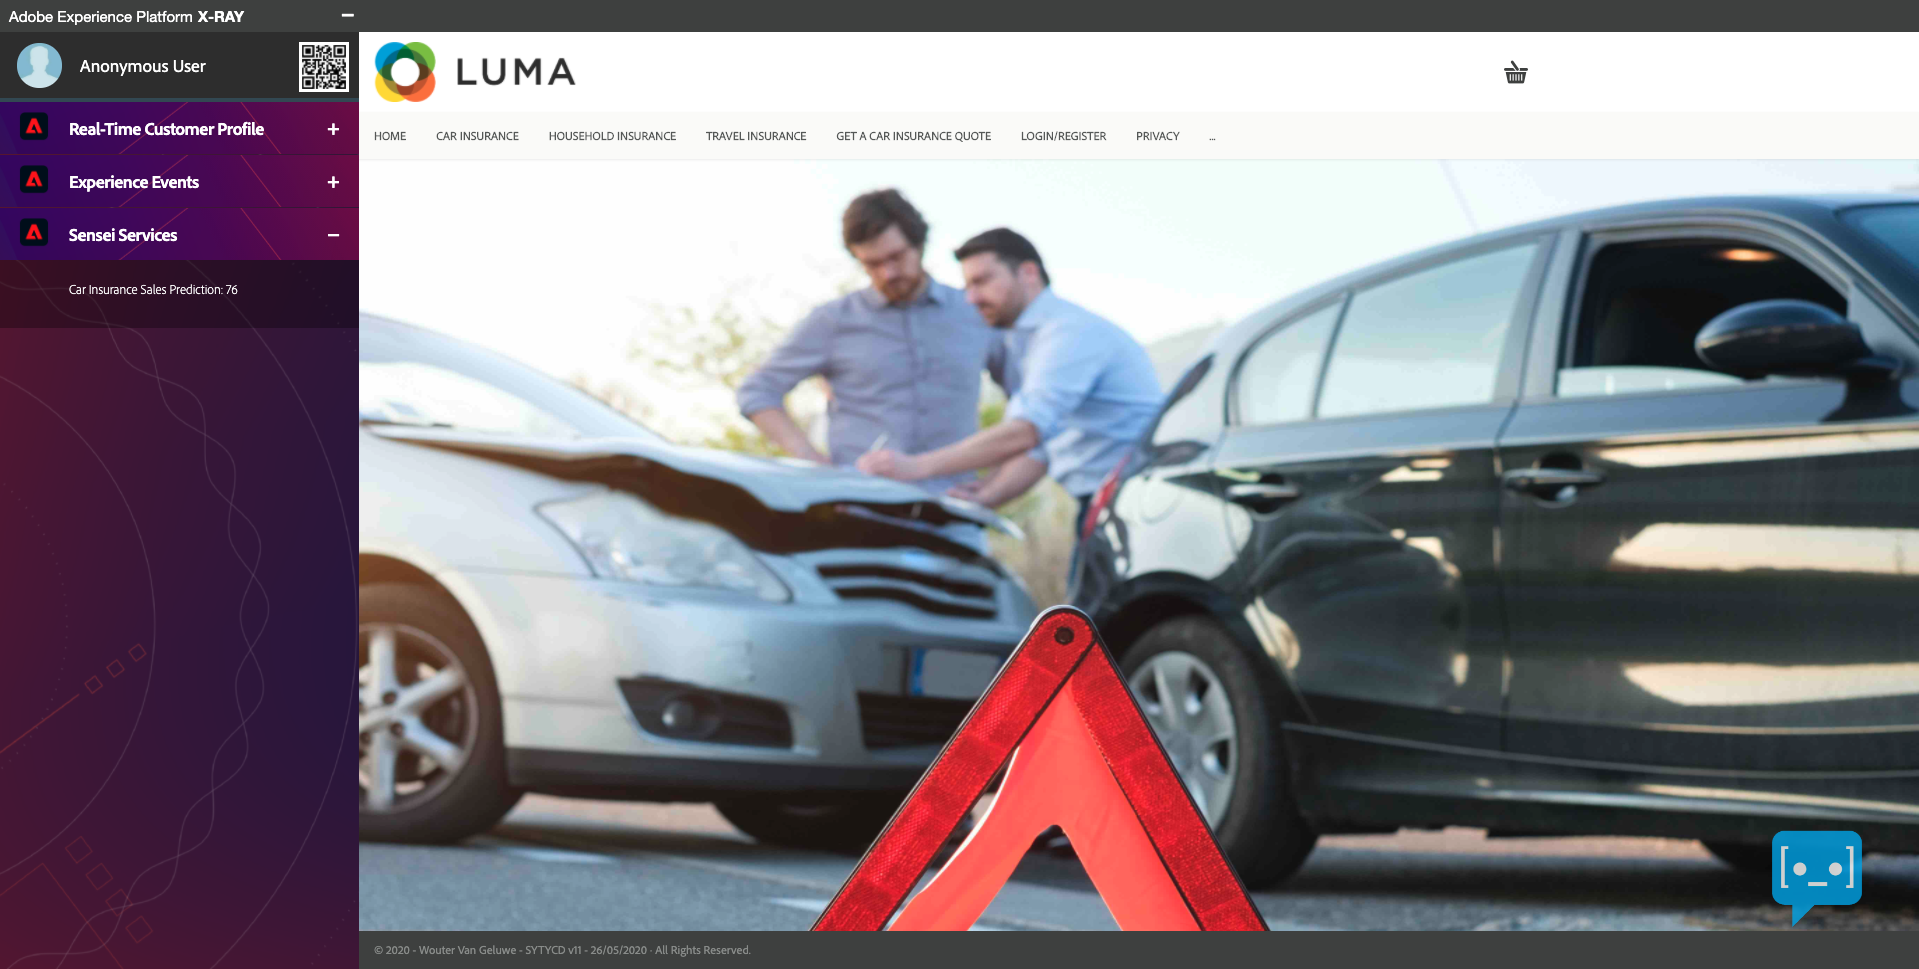 Adobe Experience Platform X-RAY
Anonymous User
Real-Time Customer Profile
Experience Events
Sensei Services
Car Insurance Sales Prediction: 76
LUMA
HOME CAR INSURANCE HOUSEHOLD INSURANCE TRAVEL INSURANCE GET A CAR INSURANCE QUOTE LOGIN/REGISTER PRIVACY ...
© 2020 - Wouter Van Geluwe - SYTYCD v11 - 26/05/2020 · All Rights Reserved.